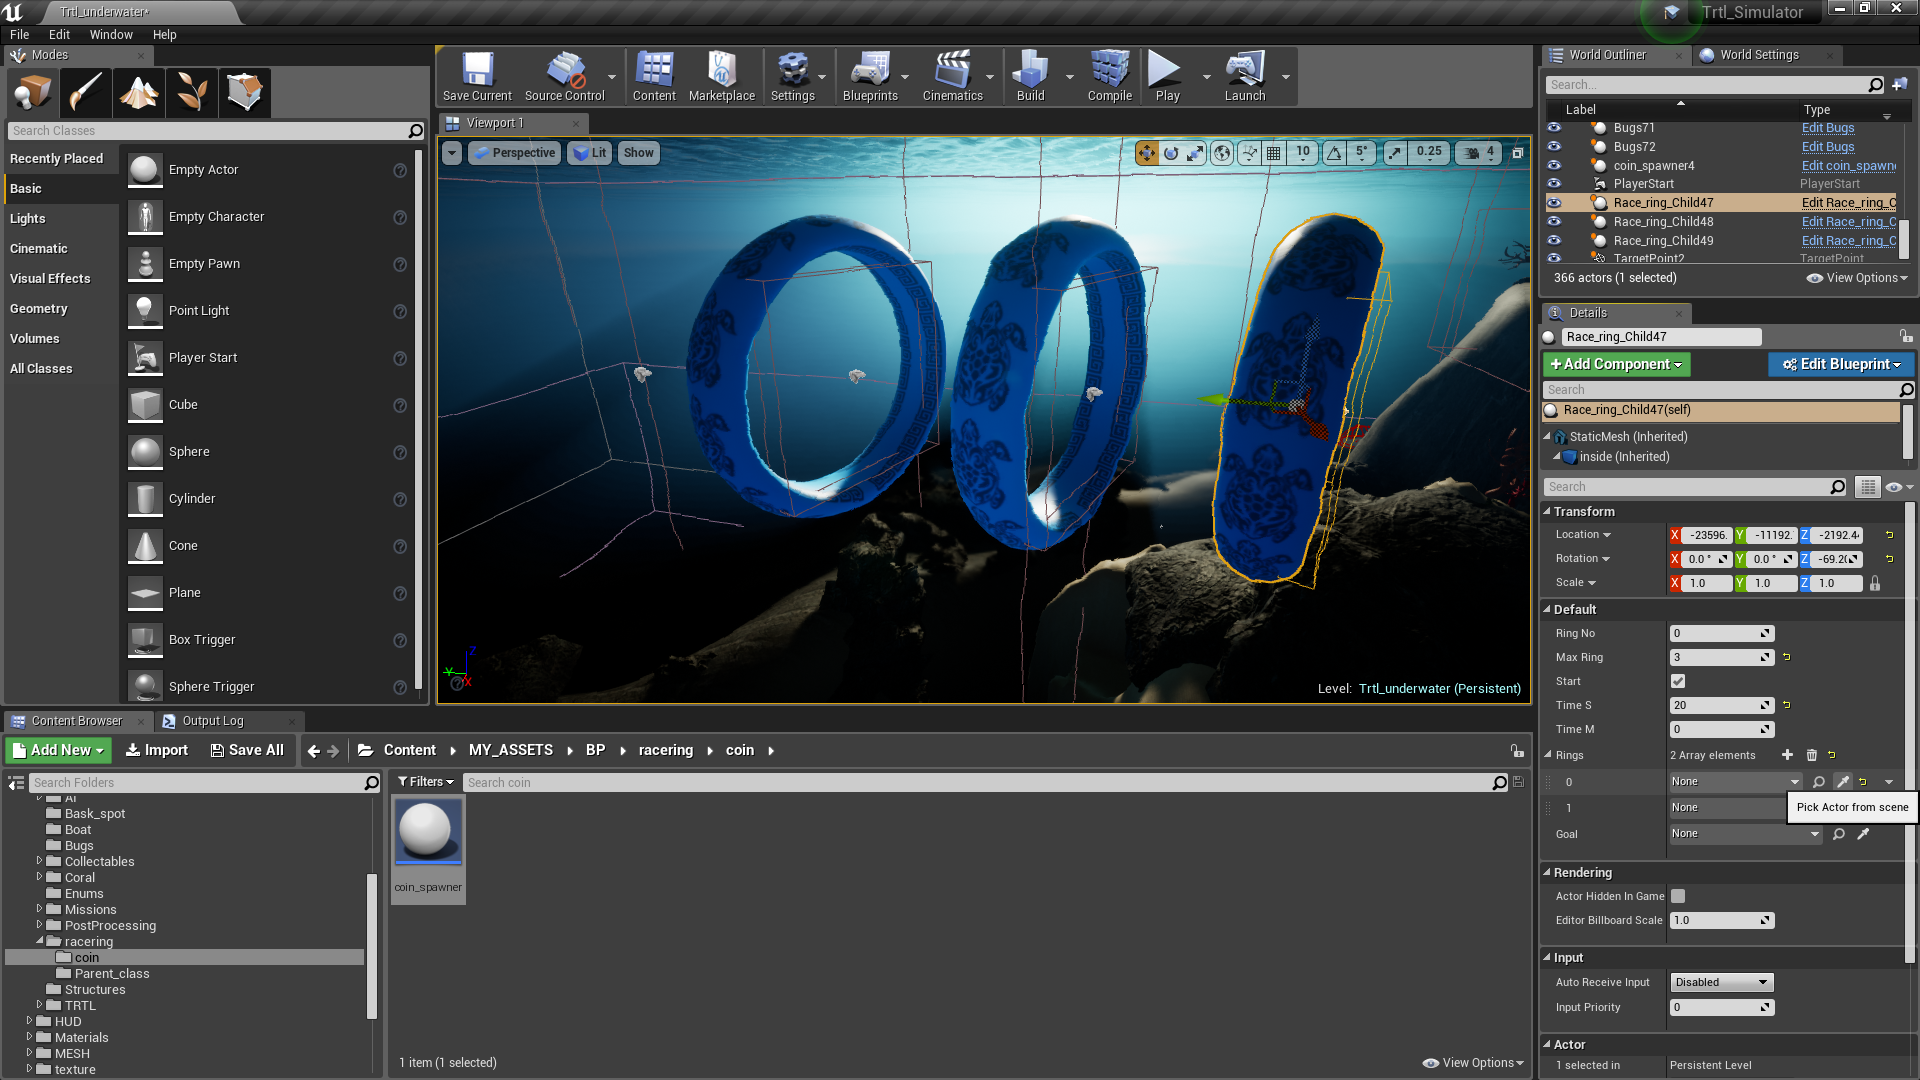 Trtl_underwater*
Trtl_Simulator
File Edit Window Help
Modes
Search Classes
Recently Placed
Basic
Lights
Cinematic
Visual Effects
Geometry
Volumes
All Classes
Empty Actor
Empty Character
Empty Pawn
Point Light
Player Start
Cube
Sphere
Cylinder
Cone
Plane
Box Trigger
Sphere Trigger
Save Current Source Control Content Marketplace Settings Blueprints Cinematics Build Compile Play Launch
Viewport 1
Perspective Lit Show
10 5° 0.25 4
Z
Y
X
Level: Trtl_underwater (Persistent)
World Outliner World Settings
Search...
Label Type
Bugs71 Edit Bugs
Bugs72 Edit Bugs
coin_spawner4 Edit coin_spawn
PlayerStart PlayerStart
Race_ring_Child47 Edit Race_ring_C
Race_ring_Child48 Edit Race_ring_C
Race_ring_Child49 Edit Race_ring_C
TargetPoint2 TargetPoint
366 actors (1 selected) View Options
Details
Race_ring_Child47
+ Add Component Edit Blueprint
Search
Race_ring_Child47(self)
StaticMesh (Inherited)
inside (Inherited)
Search
Transform
Location X -23596. Y -11192. Z -2192.4
Rotation X 0.0 ° Y 0.0 ° Z -69.20
Scale X 1.0 Y 1.0 Z 1.0
Default
Ring No 0
Max Ring 3
Start
Time S 20
Time M 0
Rings 2 Array elements
0 None
1 None
Pick Actor from scene
Goal None
Rendering
Actor Hidden In Game
Editor Billboard Scale 1.0
Input
Auto Receive Input Disabled
Input Priority 0
Actor
1 selected in Persistent Level
Content Browser Output Log
Add New Import Save All Content MY_ASSETS BP racering coin
Search Folders
Filters Search coin
AI
Bask_spot
Boat
Bugs
Collectables
Coral
Enums
Missions
PostProcessing
racering
coin
Parent_class
Structures
TRTL
HUD
Materials
MESH
texture
coin_spawner
1 item (1 selected) View Options